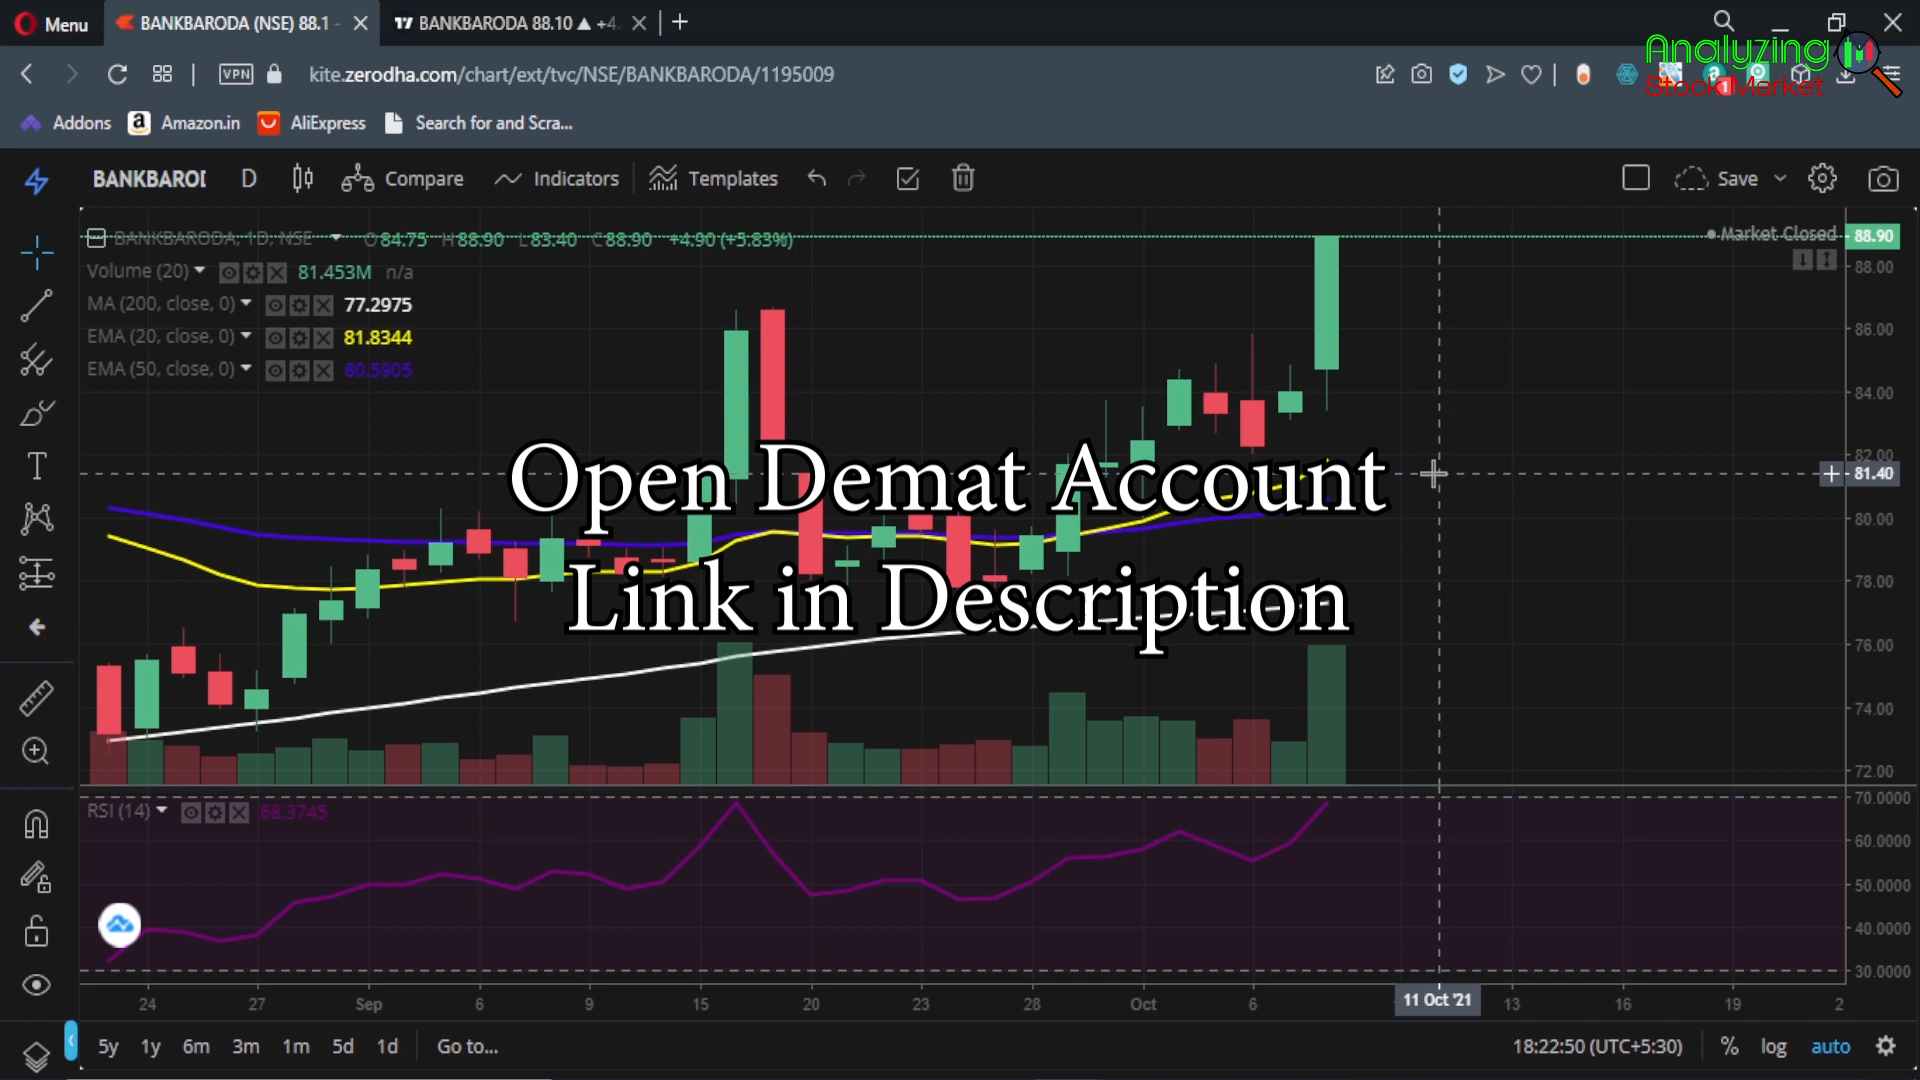 Menu
BANKBARODA (NSE) 88.1
BANKBARODA 88.10 ▲ +4.
VPN
kite.zerodha.com/chart/ext/tvc/NSE/BANKBARODA/1195009
Analyzing
Stock Market
1
Addons
Amazon.in
AliExpress
Search for and Scra...
BANKBAROI
D
Compare
Indicators
Templates
Save
BANKBARODA, 1D, NSE
O84.75 H88.90 L83.40 C88.90 +4.90 (+5.83%)
Market Closed
88.90
Volume (20)
81.453M n/a
MA (200, close, 0)
77.2975
EMA (20, close, 0)
81.8344
EMA (50, close, 0)
80.5905
88.00
86.00
84.00
82.00
81.40
80.00
78.00
76.00
74.00
72.00
Open Demat Account
Link in Description
RSI (14)
68.3745
70.0000
60.0000
50.0000
40.0000
30.0000
24 27 Sep 6 9 15 20 23 28 Oct 6 11 Oct '21 13 16 19 2
5y 1y 6m 3m 1m 5d 1d Go to...
18:22:50 (UTC+5:30) % log auto